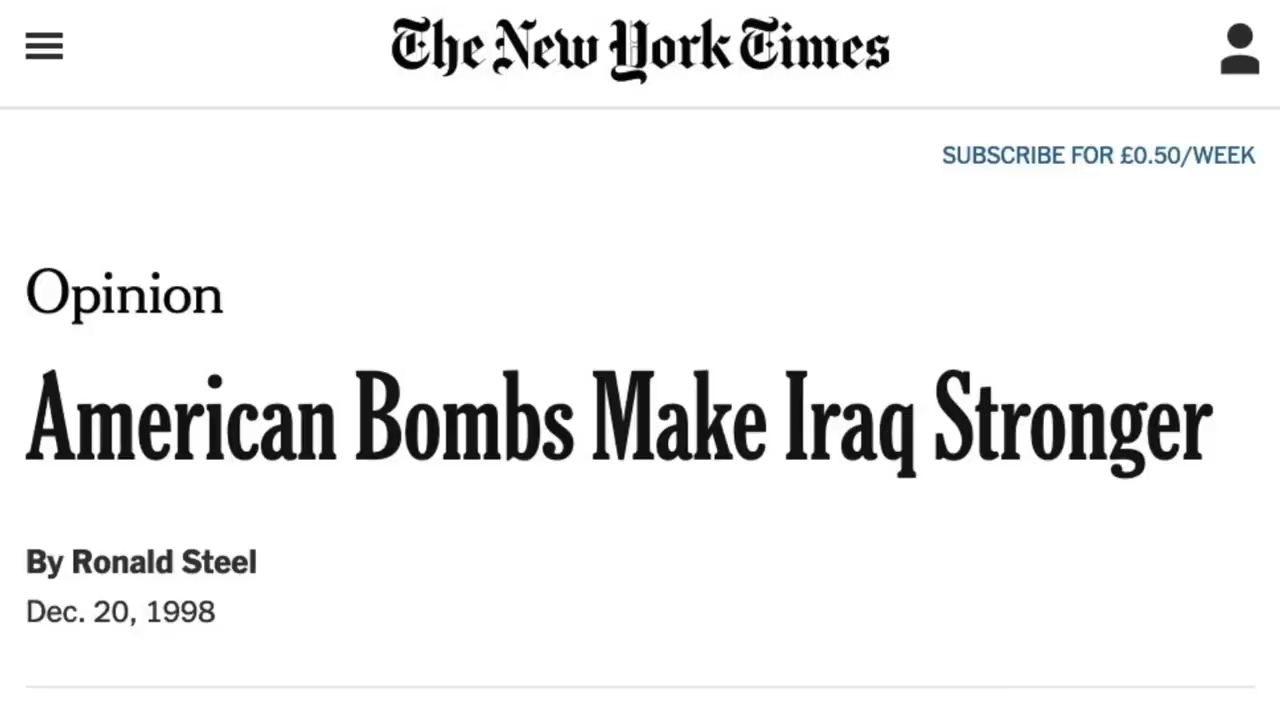 The New York Times
SUBSCRIBE FOR £0.50/WEEK
Opinion
American Bombs Make Iraq Stronger
By Ronald Steel
Dec. 20, 1998